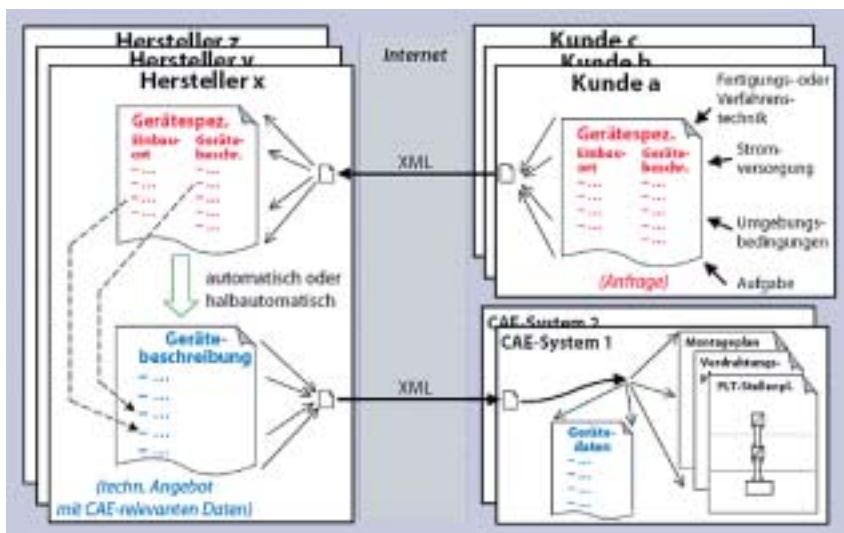 Hersteller z
Hersteller y
Hersteller x
Gerätespez.
Einbau-
ort
Geräte-
beschr.
– ...
– ...
– ...
– ...
– ...
– ...
– ...
– ...
automatisch oder
halbautomatisch
Geräte-
beschreibung
– ...
– ...
– ...
– ...
(techn. Angebot
mit CAE-relevanten Daten)
Internet
XML
XML
Kunde c
Kunde b
Kunde a
Gerätespez.
Einbau-
ort
Geräte-
beschr.
– ...
– ...
– ...
– ...
– ...
– ...
– ...
– ...
(Anfrage)
Fertigungs- oder
Verfahrens-
technik
Strom-
versorgung
Umgebungs-
bedingungen
Aufgabe
CAE-System 2
CAE-System 1
Geräte-
daten
– ...
– ...
– ...
– ...
Montageplan
Verdrahtungs-
PLT-Stellenpl.